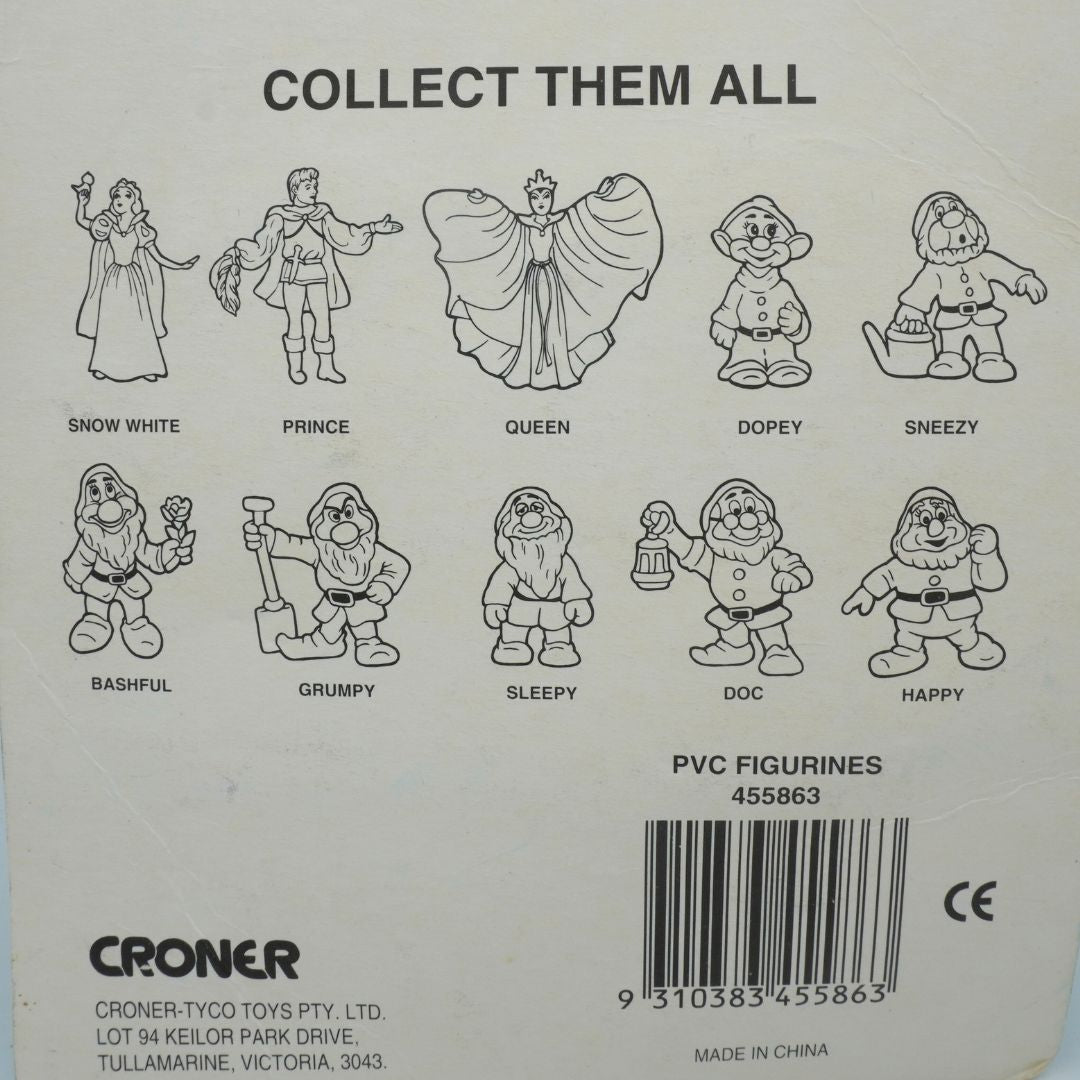 COLLECT THEM ALL
SNOW WHITE PRINCE QUEEN DOPEY SNEEZY
BASHFUL GRUMPY SLEEPY DOC HAPPY
PVC FIGURINES
455863
9 310383 455863
CE
CRONER
CRONER-TYCO TOYS PTY. LTD.
LOT 94 KEILOR PARK DRIVE,
TULLAMARINE, VICTORIA, 3043.
MADE IN CHINA